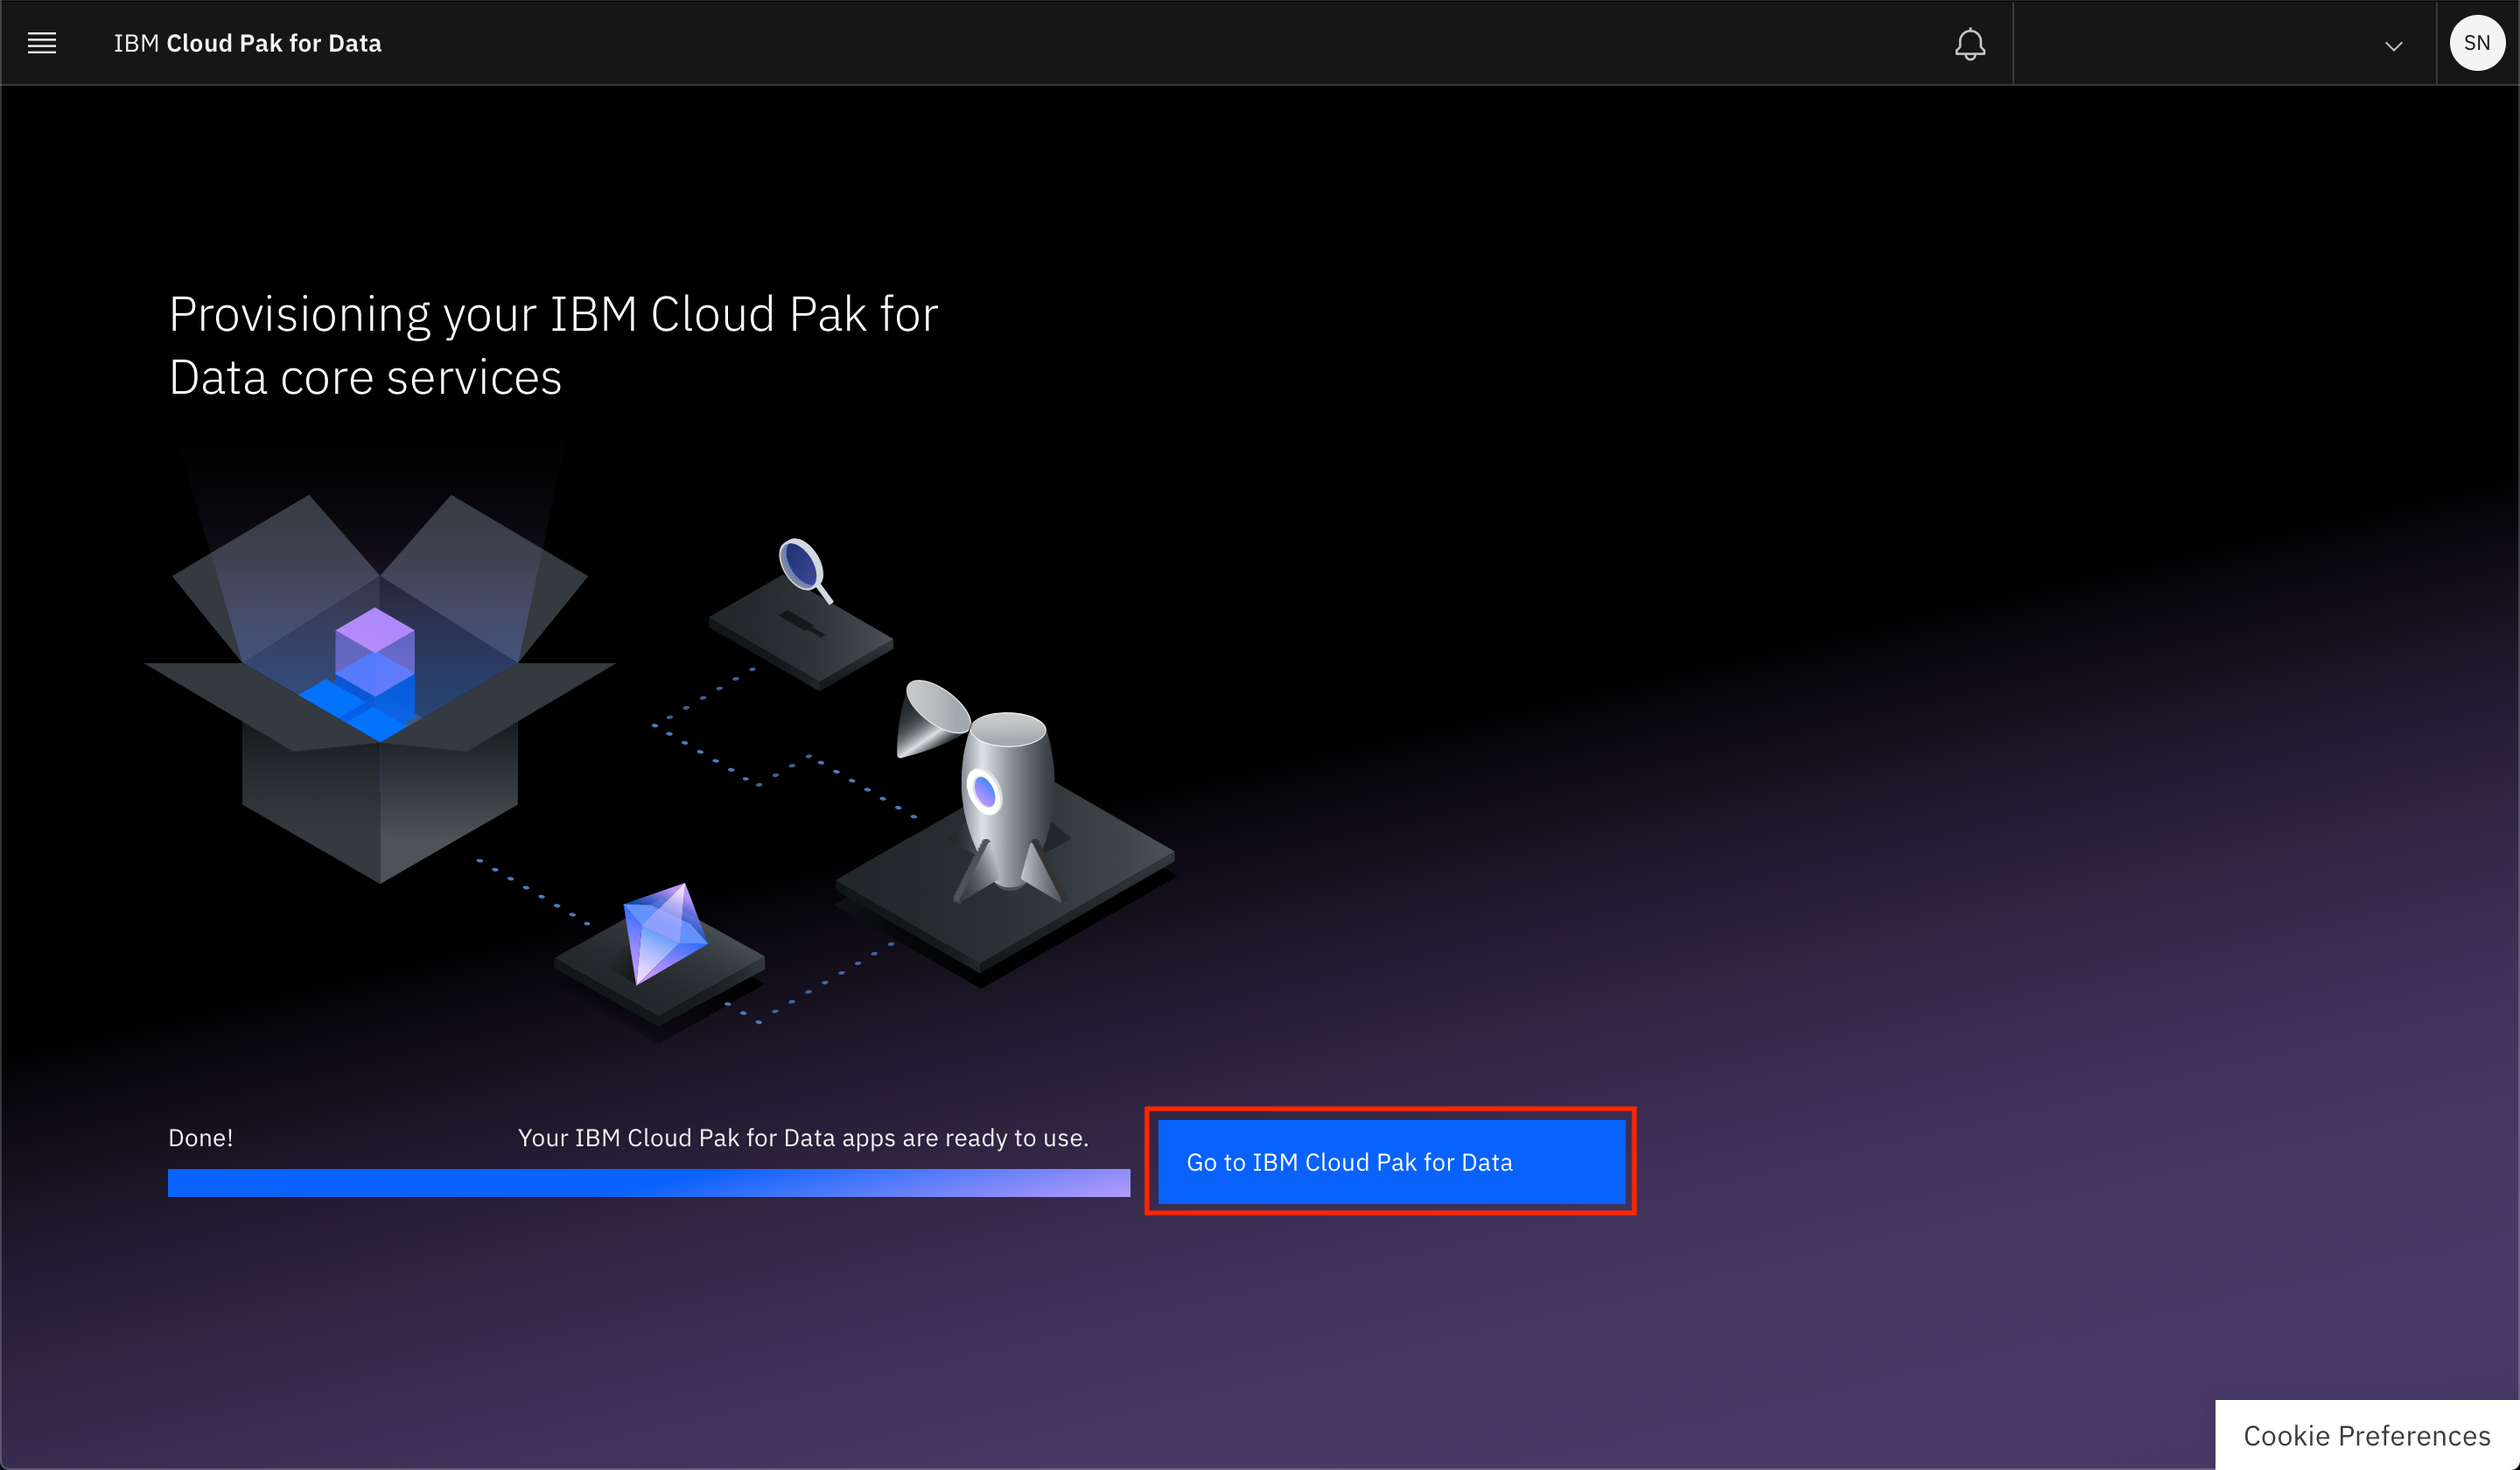 IBM Cloud Pak for Data
SN
Provisioning your IBM Cloud Pak for
Data core services
Done!
Your IBM Cloud Pak for Data apps are ready to use.
Go to IBM Cloud Pak for Data
Cookie Preferences